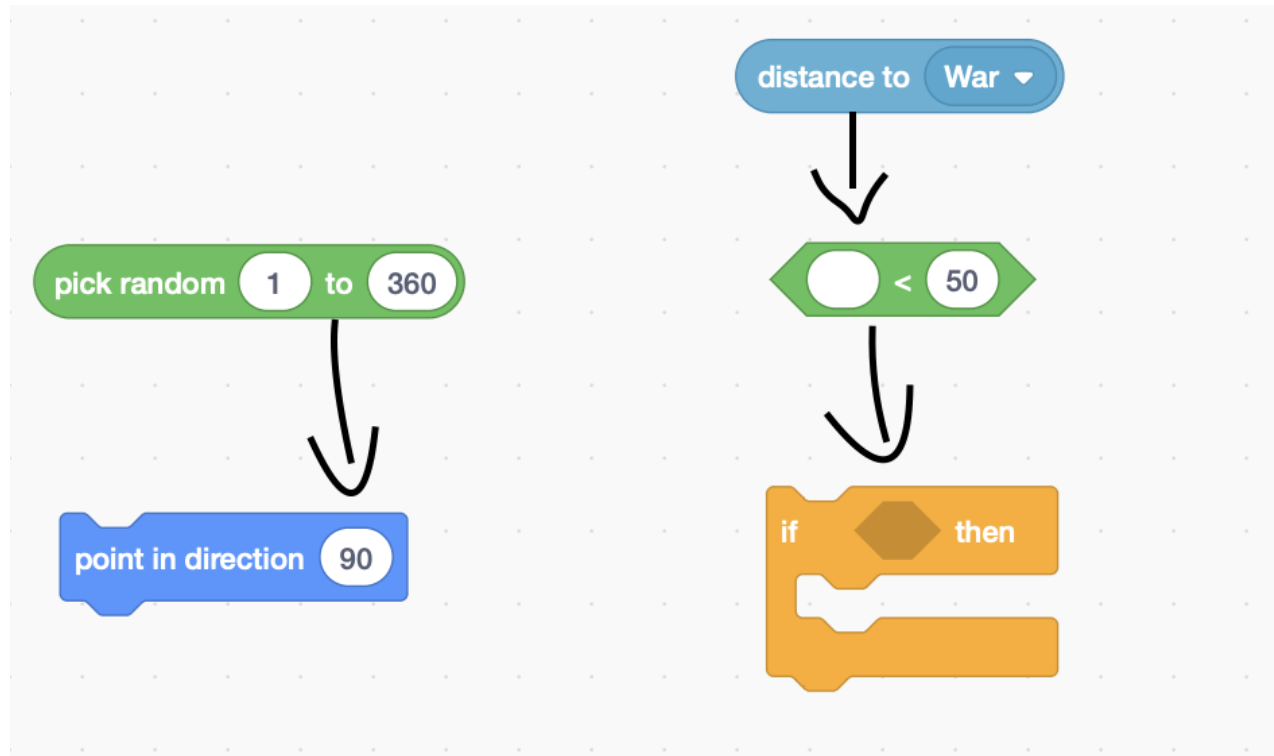 distance to War
pick random 1 to 360
< 50
if then
point in direction 90